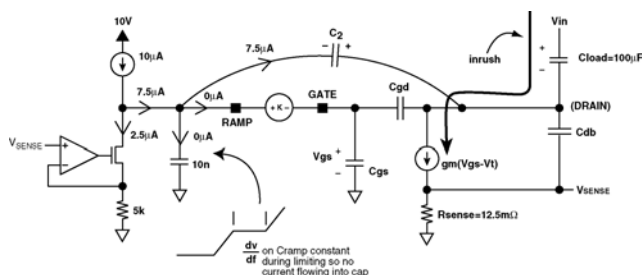 10V
C2
Vin
10µA
7.5µA
- +
inrush
+
-
Cload=100µF
7.5µA
0µA
RAMP
+ K -
GATE
Cgd
(DRAIN)
2.5µA
0µA
VSENSE
+
-
10n
Vgs
+
-
Cgs
gm(Vgs-Vt)
Cdb
VSENSE
5k
Rsense=12.5mΩ
dv
df
on Cramp constant
during limiting so no
current flowing into cap